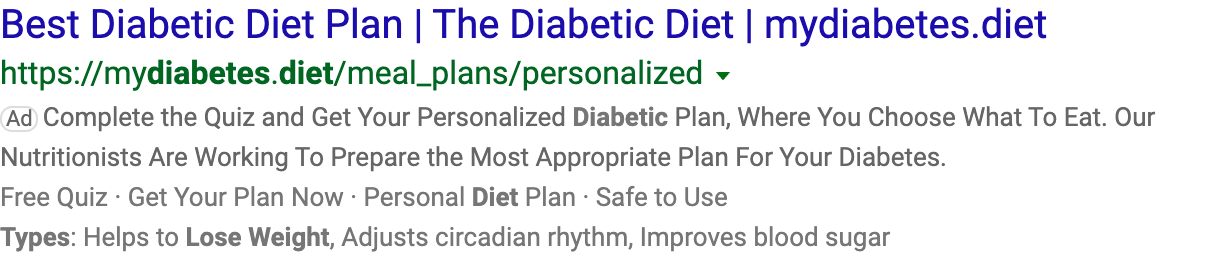 Best Diabetic Diet Plan | The Diabetic Diet | mydiabetes.diet
https://mydiabetes.diet/meal_plans/personalized
Ad Complete the Quiz and Get Your Personalized Diabetic Plan, Where You Choose What To Eat. Our
Nutritionists Are Working To Prepare the Most Appropriate Plan For Your Diabetes.
Free Quiz · Get Your Plan Now · Personal Diet Plan · Safe to Use
Types: Helps to Lose Weight, Adjusts circadian rhythm, Improves blood sugar